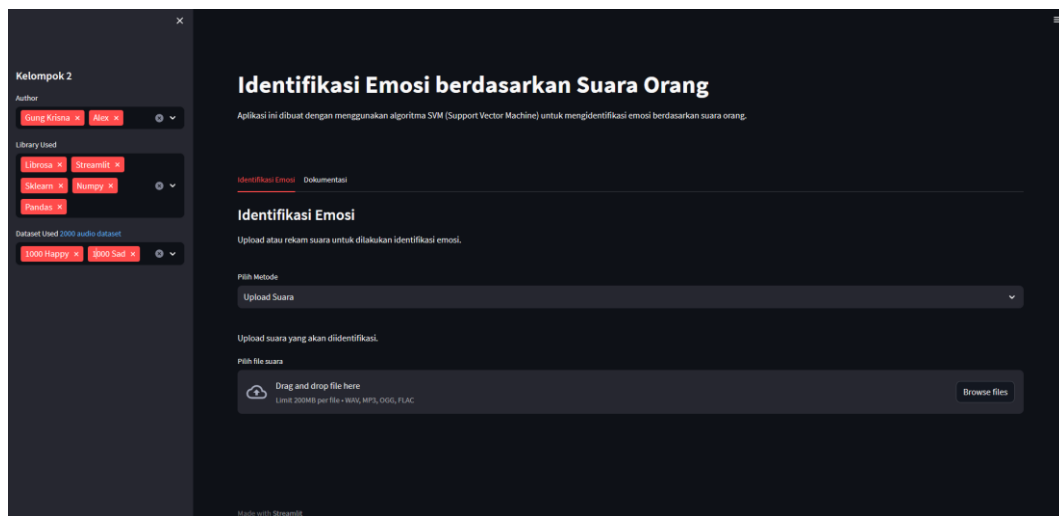 Kelompok 2
Author
Gung Krisna × Alex ×
Library Used
Librosa × Streamlit ×
Sklearn × Numpy ×
Pandas ×
Dataset Used 2000 audio dataset
1000 Happy × 1000 Sad ×
Identifikasi Emosi berdasarkan Suara Orang
Aplikasi ini dibuat dengan menggunakan algoritma SVM (Support Vector Machine) untuk mengidentifikasi emosi berdasarkan suara orang.
Identifikasi Emosi Dokumentasi
Identifikasi Emosi
Upload atau rekam suara untuk dilakukan identifikasi emosi.
Pilih Metode
Upload Suara
Upload suara yang akan diidentifikasi.
Pilih file suara
Drag and drop file here
Limit 200MB per file • WAV, MP3, OGG, FLAC
Browse files
Made with Streamlit